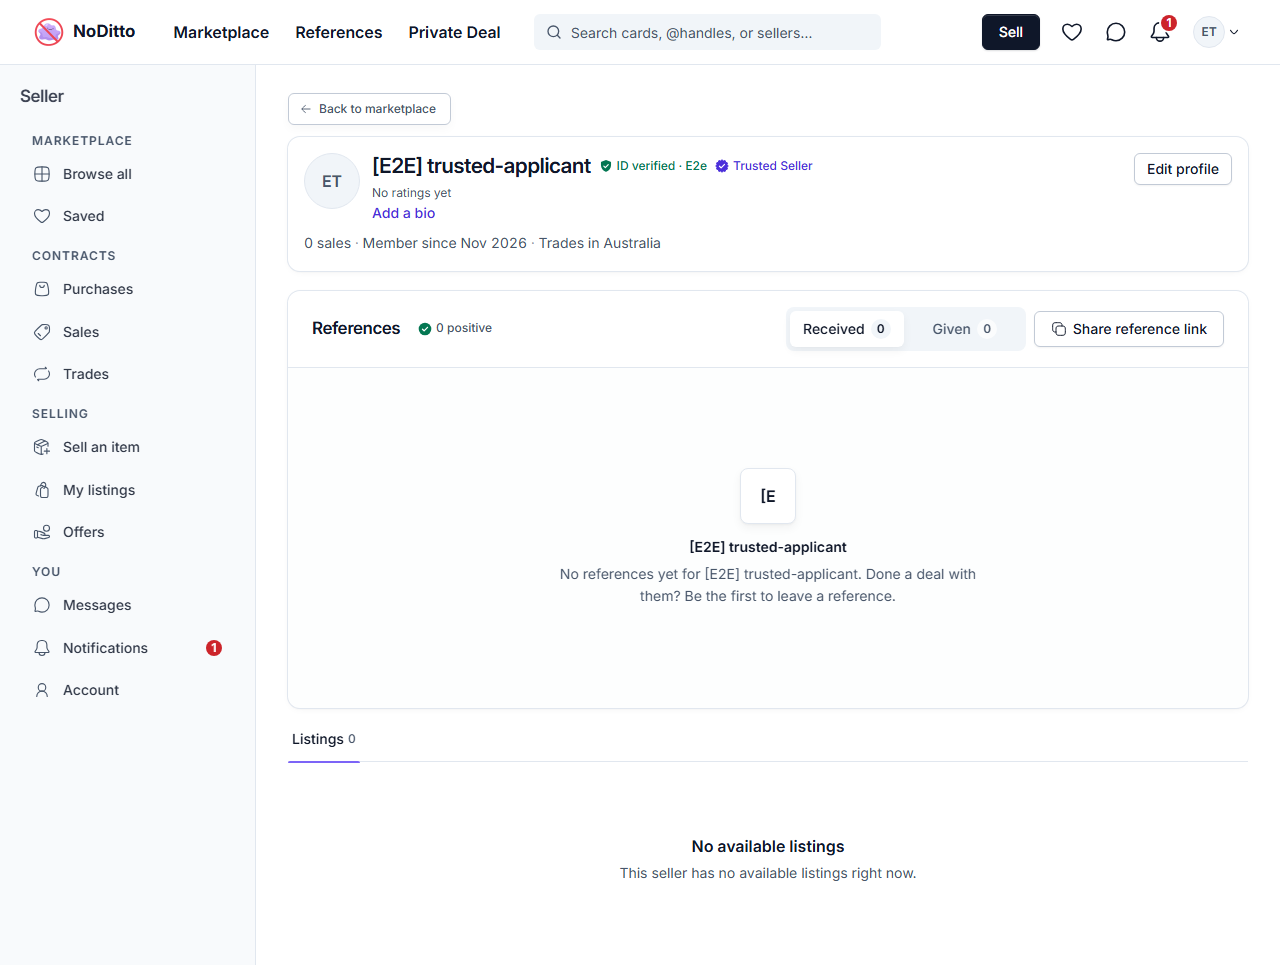 NoDitto
Marketplace
References
Private Deal
Search cards, @handles, or sellers...
Sell
1
ET
Seller
MARKETPLACE
Browse all
Saved
CONTRACTS
Purchases
Sales
Trades
SELLING
Sell an item
My listings
Offers
YOU
Messages
Notifications 1
Account
Back to marketplace
ET
[E2E] trusted-applicant ID verified · E2e Trusted Seller
No ratings yet
Add a bio
Edit profile
0 sales · Member since Nov 2026 · Trades in Australia
References 0 positive
Received 0
Given 0
Share reference link
[E
[E2E] trusted-applicant
No references yet for [E2E] trusted-applicant. Done a deal with
them? Be the first to leave a reference.
Listings 0
No available listings
This seller has no available listings right now.